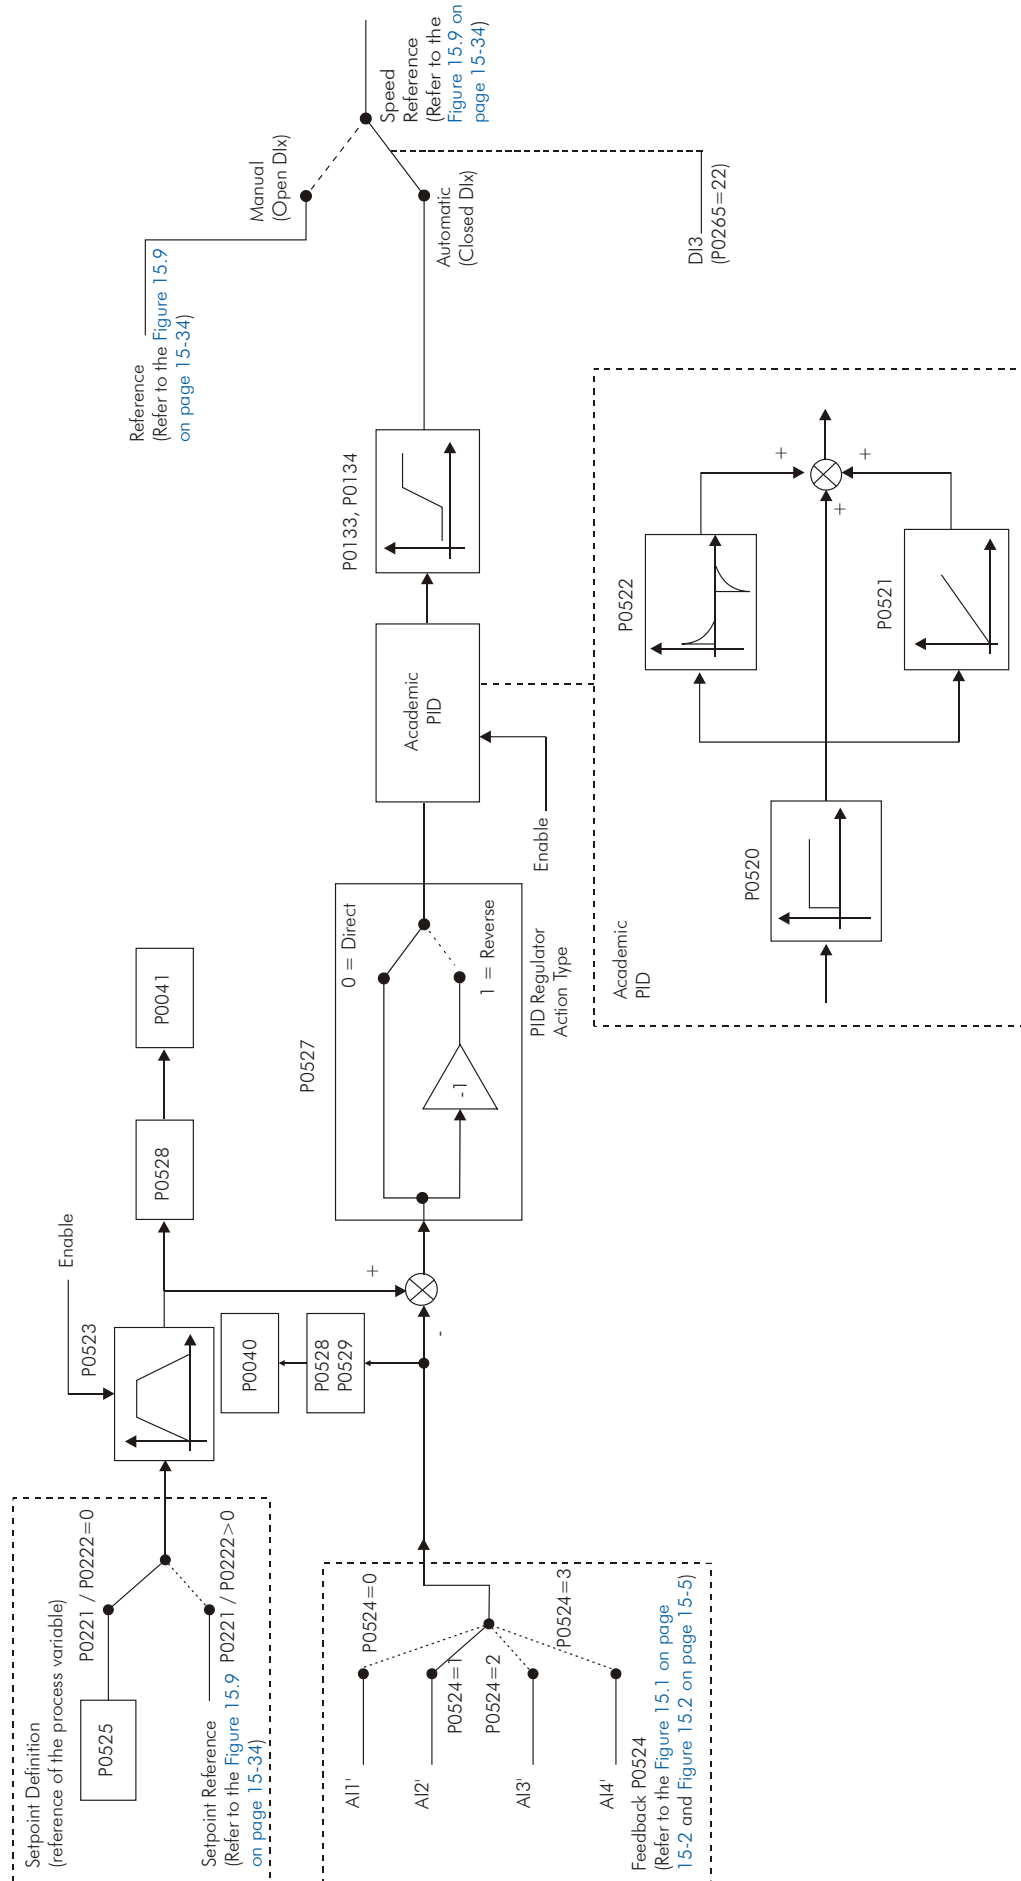 Setpoint Definition
(reference of the process variable)
P0525
P0221 / P0222=0
Setpoint Reference
(Refer to the Figure 15.9
on page 15-34)
P0221 / P0222>0
P0523
Enable
P0528
P0041
AI1'
AI2'
AI3'
AI4'
P0524=0
P0524=1
P0524=2
P0524=3
Feedback P0524
(Refer to the Figure 15.1 on page
15-2 and Figure 15.2 on page 15-5)
P0040
P0528
P0529
+
-
P0527
0 = Direct
-1
1 = Reverse
PID Regulator
Action Type
Enable
Academic
PID
P0133, P0134
Reference
(Refer to the Figure 15.9
on page 15-34)
Manual
(Open DIx)
Automatic
(Closed DIx)
Speed
Reference
(Refer to the
Figure 15.9 on
page 15-34)
DI3
(P0265=22)
Academic
PID
P0520
P0522
P0521
+
+
+